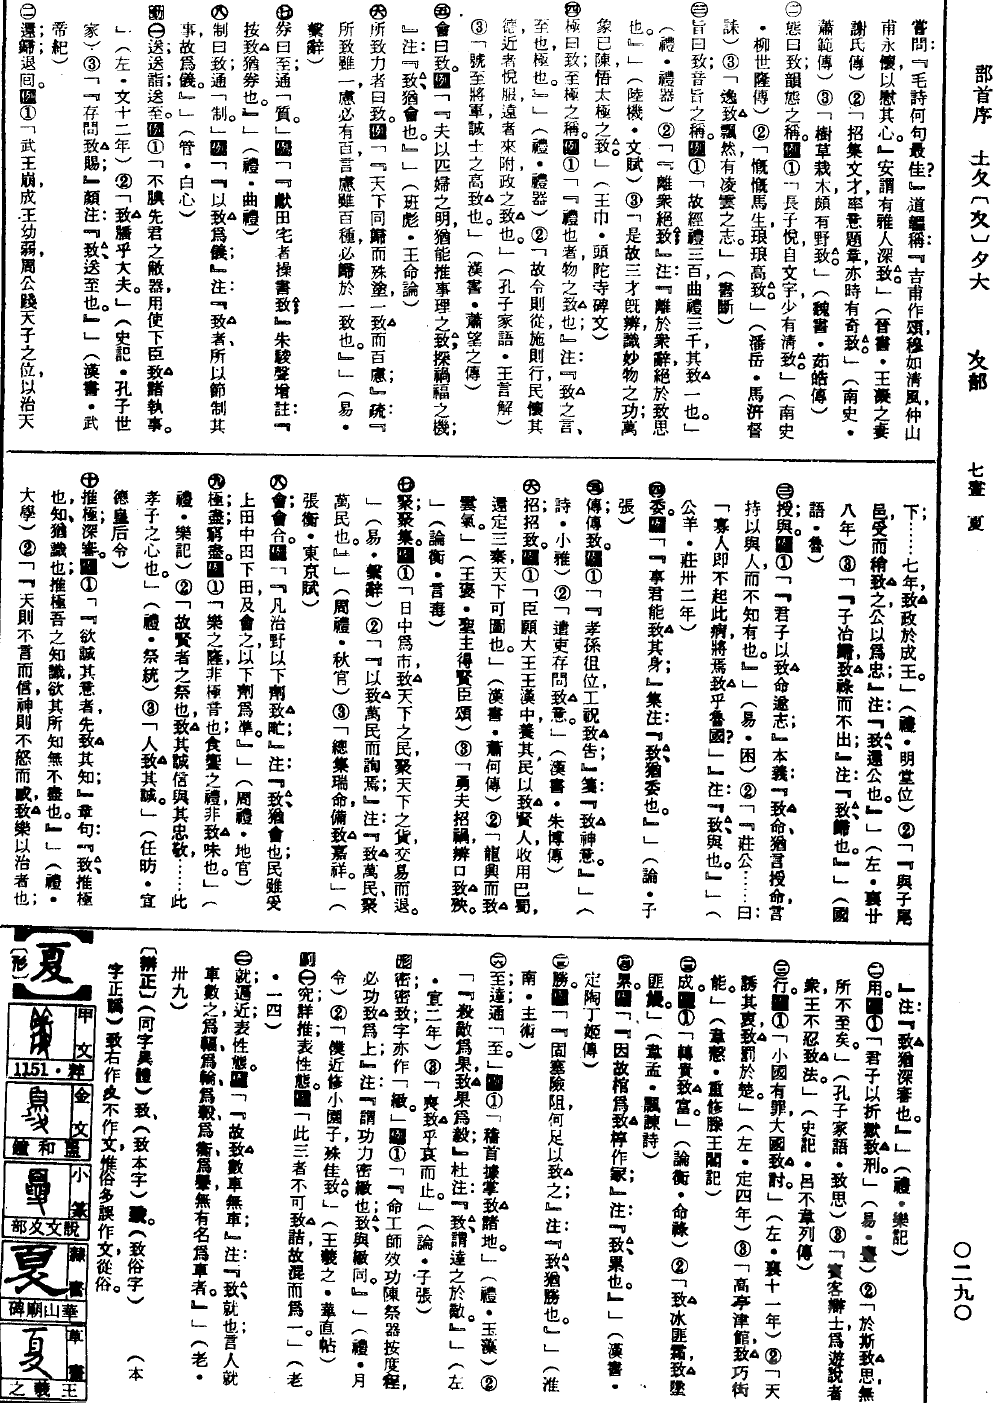 部首序 土夂〔夊〕夕大 夊部 七畫 夏
〇二九〇
嘗問『毛詩何句最佳』道韞稱『吉甫作頌穆如清風仲山
甫永懷以慰其心』安謂有雅人深致」（晉書・王凝之妻
謝氏傳）②「招集文才率意題章亦時有奇致」（南史・
蕭範傳）③「樹草栽木頗有野致」（魏書・茹皓傳）
㊁態曰致韻態之稱。例①「長子悅自文字少有清致」（南史
・柳世隆傳）②「慨慨馬生琅琅高致」（潘岳・馬汧督
誄）③「逸致飄然有凌雲之志」（書斷）
㊂旨曰致音旨之稱。例①「故經禮三百曲禮三千其致一也」
（禮・禮器）②「『離衆絕致』注『離於衆辭絕於致思
也』」（陸機・文賦）③「是故三才旣辨識妙物之功萬
象已陳悟太極之致」（王巾・頭陀寺碑文）
㊃極曰致至極之稱。例①「『禮也者物之致也』注『致之言
至也極也』」（禮・禮器）②「故令則從施則行民懷其
德近者悅服遠者來附政之致也」（孔子家語・王言解）
③「號至將軍誠士之高致也」（漢書・蕭望之傳）
㊄會曰致。例「『夫以匹婦之明猶能推事理之致探禍福之機
』注『致猶會也』」（班彪・王命論）
㊅所致力者曰致。例「『天下同歸而殊塗一致而百慮』疏『
所致雖一慮必有百言慮雖百種必歸於一致也』」（易・
繫辭）
㊆券曰至通「質」。例「『獻田宅者操書致』朱駿聲增註『
按致猶券也』」（禮・曲禮）
㊇制曰致通「制」。例「『以致爲儀』注『致者所以節制其
事故爲儀』」（管・白心）
動㊀送送詣送至。例①「不腆先君之敝器用使下臣致諸執事
」（左・文十二年）②「致膰乎大夫」（史記・孔子世
家）③「『存問致賜』顏注『致送至也』」（漢書・武
帝紀）
㊁還歸退囘。例①「武王崩成王幼弱周公踐天子之位以治天
下……七年致政於成王」（禮・明堂位）②「『與子尾
邑受而稍致之公以爲忠』注『致還公也』」（左・襄廿
八年）③「『子冶歸致祿而不出』注『致歸也』」（國
語・魯）
㊂授與。例①「『君子以致命遂志』本義『致命猶言授命言
持以與人而不知有也』」（易・困）②「『莊公……曰
「寡人卽不起此病將焉致乎魯國」』注『致與也』」（
公羊・莊卅二年）
㊃委。例「『事君能致其身』集注『致猶委也』」（論・子
張）
㊄傳傳致。例①「『孝孫徂位工祝致告』箋『致神意』」（
詩・小雅）②「遣吏存問致意」（漢書・朱博傳）
㊅招招致。例①「臣願大王王漢中養其民以致賢人收用巴蜀
還定三秦天下可圖也」（漢書・蕭何傳）②「龍興而致
雲氣」（王褒・聖主得賢臣頌）③「勇夫招禍辨口致殃
」（論衡・言毒）
㊆聚聚集。例①「日中爲市致天下之民聚天下之貨交易而退
」（易・繫辭）②「『以致萬民而詢焉』注『致萬民聚
萬民也』」（周禮・秋官）③「總集瑞命備致嘉祥」（
張衡・東京賦）
㊇會會合。例「『凡治野以下劑致甿』注『致猶會也民雖受
上田中田下田及會之以下劑爲準』」（周禮・地官）
㊈極盡窮盡。例①「樂之隆非極音也食饗之禮非致味也」（
禮・樂記）②「故賢者之祭也致其誠信與其忠敬……此
孝子之心也」（禮・祭統）③「人致其誠」（任昉・宜
德皇后令）
㊉推極深審。例①「『欲誠其意者先致其知』章句『致推極
也知猶識也推極吾之知識欲其所知無不盡也』」（禮・
大學）②「『天則不言而信神則不怒而威致樂以治者也
』注『致猶深審也』」（禮・樂記）
用。例①「君子以折獄致刑」（易・豐）②「於斯致思無
所不至矣」（孔子家語・致思）③「賓客辯士爲遊說者
衆王不忍致法」（史記・呂不韋列傳）
行。例①「小國有罪大國致討」（左・襄十一年）②「天
誘其衷致罰於楚」（左・定四年）③「高亭津館致巧街
能」（韋慤・重修滕王閣記）
成。例①「轉貴致富」（論衡・命祿）②「致冰匪霜致墜
匪嫚」（韋孟・諷諫詩）
累。例「『因故棺爲致椁作冢』注『致累也』」（漢書・
定陶丁姬傳）
勝。例「『固塞險阻何足以致之』注『致猶勝也』」（淮
南・主術）
至達通「至」。例①「稽首據掌致諸地」（禮・玉藻）②
「『殺敵爲果致果爲毅』杜注『致謂達之於敵』」（左
・宣二年）③「喪致乎哀而止」（論・子張）
形密密致字亦作「緻」。例①「『命工師效功陳祭器按度程
必功致爲上』注『謂功力密緻也致與緻同』」（禮・月
令）②「僕近修小園子殊佳致」（王羲之・草直帖）
副㊀究詳推表性態。例「此三者不可致詰故混而爲一」（老
・一四）
㊁就逼近表性態。例「『故致數車無車』注『致就也言人就
車數之爲輻爲輪爲轂爲衡爲轝無有名爲車者』」（老・
卅九）
〔辨正〕（同字異體）致（致本字）（致俗字）（本
字正譌）致右作夊不作文惟俗多誤作文從俗。
【夏】
〔形〕
甲文 1151・粹
金文 鐘和盄
小篆 部夊文說
隸書 碑廟山華
草書 之羲王